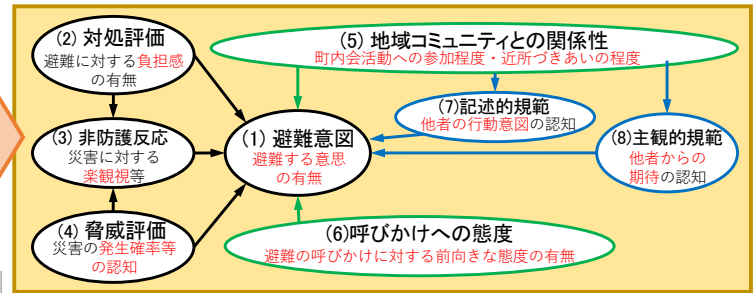 (2) 対処評価
避難に対する負担感
の有無
(5) 地域コミュニティとの関係性
町内会活動への参加程度・近所づきあいの程度
(3) 非防護反応
災害に対する
楽観視等
(1) 避難意図
避難する意思
の有無
(7)記述的規範
他者の行動意図の認知
(8)主観的規範
他者からの
期待の認知
(4) 脅威評価
災害の発生確率等
の認知
(6)呼びかけへの態度
避難の呼びかけに対する前向きな態度の有無